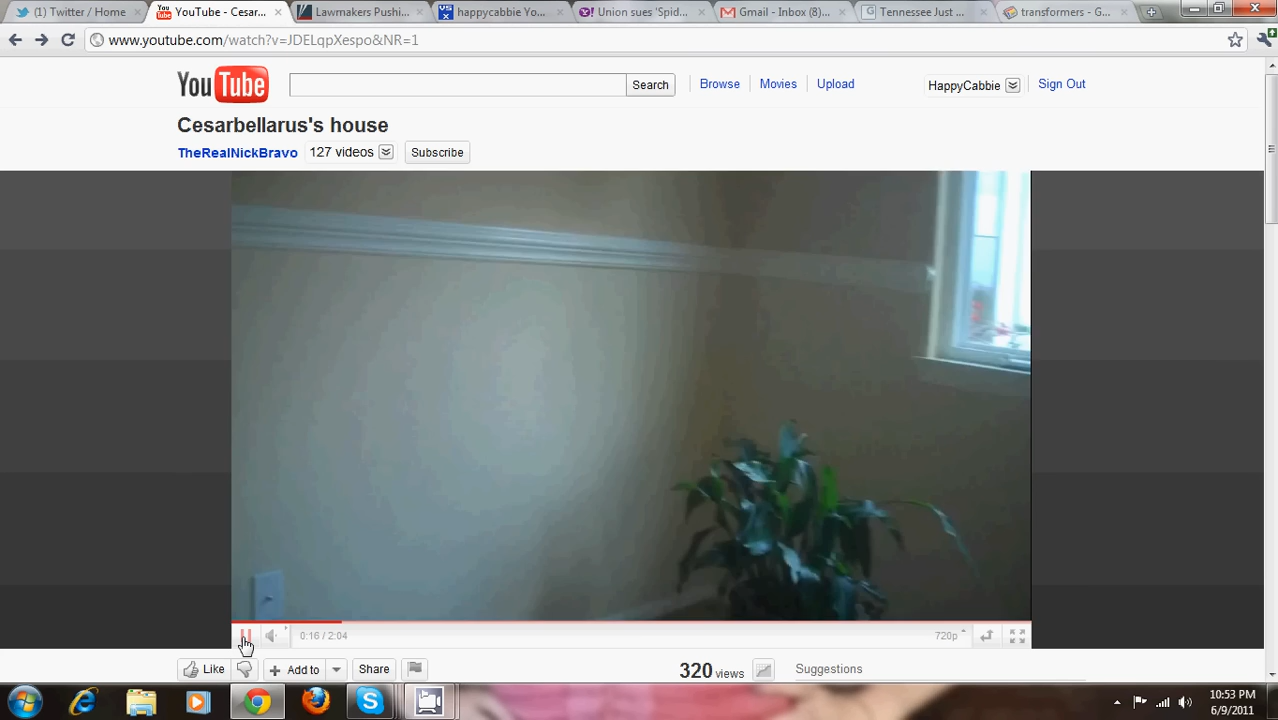 (1) Twitter / Home
YouTube - Cesar...
Lawmakers Pushi...
happycabbie Yo...
Union sues 'Spid...
Gmail - Inbox (8)...
Tennessee Just ...
transformers - G...
www.youtube.com/watch?v=JDELqpXespo&NR=1
YouTube
Search
Browse
Movies
Upload
HappyCabbie
Sign Out
Cesarbellarus's house
TheRealNickBravo 127 videos
Subscribe
0:16 / 2:04
720p
Like
Add to
Share
320 views
Suggestions
10:53 PM
6/9/2011